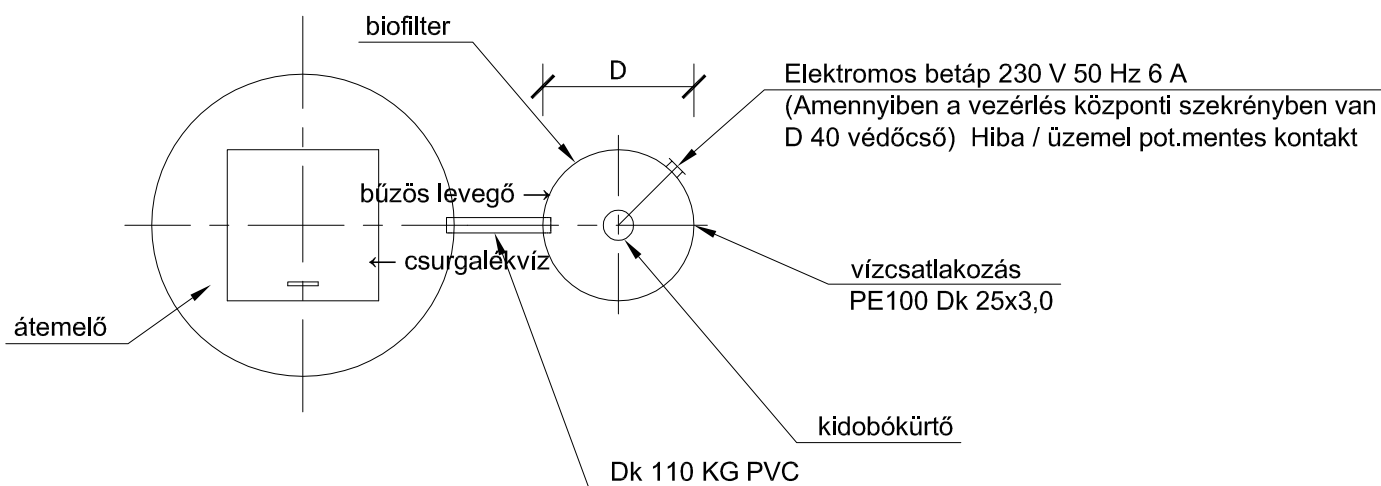 biofilter
D
Elektromos betáp 230 V 50 Hz 6 A
(Amennyiben a vezérlés központi szekrényben van
D 40 védőcső) Hiba / üzemel pot.mentes kontakt
bűzös levegő →
← csurgalékvíz
vízcsatlakozás
PE100 Dk 25x3,0
átemelő
kidobókürtő
Dk 110 KG PVC